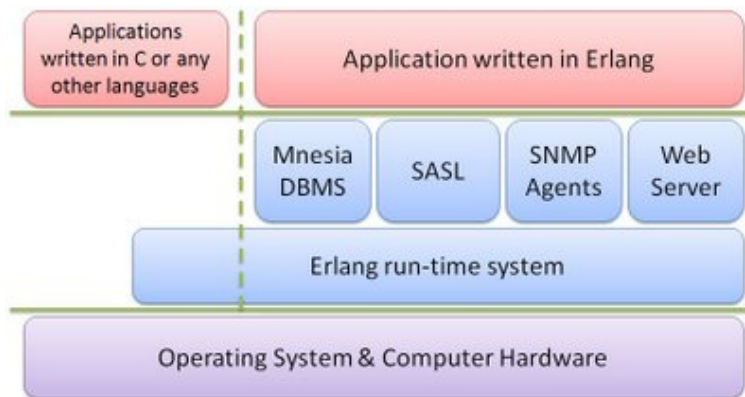 Applications
written in C or any
other languages
Application written in Erlang
Mnesia
DBMS
SASL
SNMP
Agents
Web
Server
Erlang run-time system
Operating System & Computer Hardware